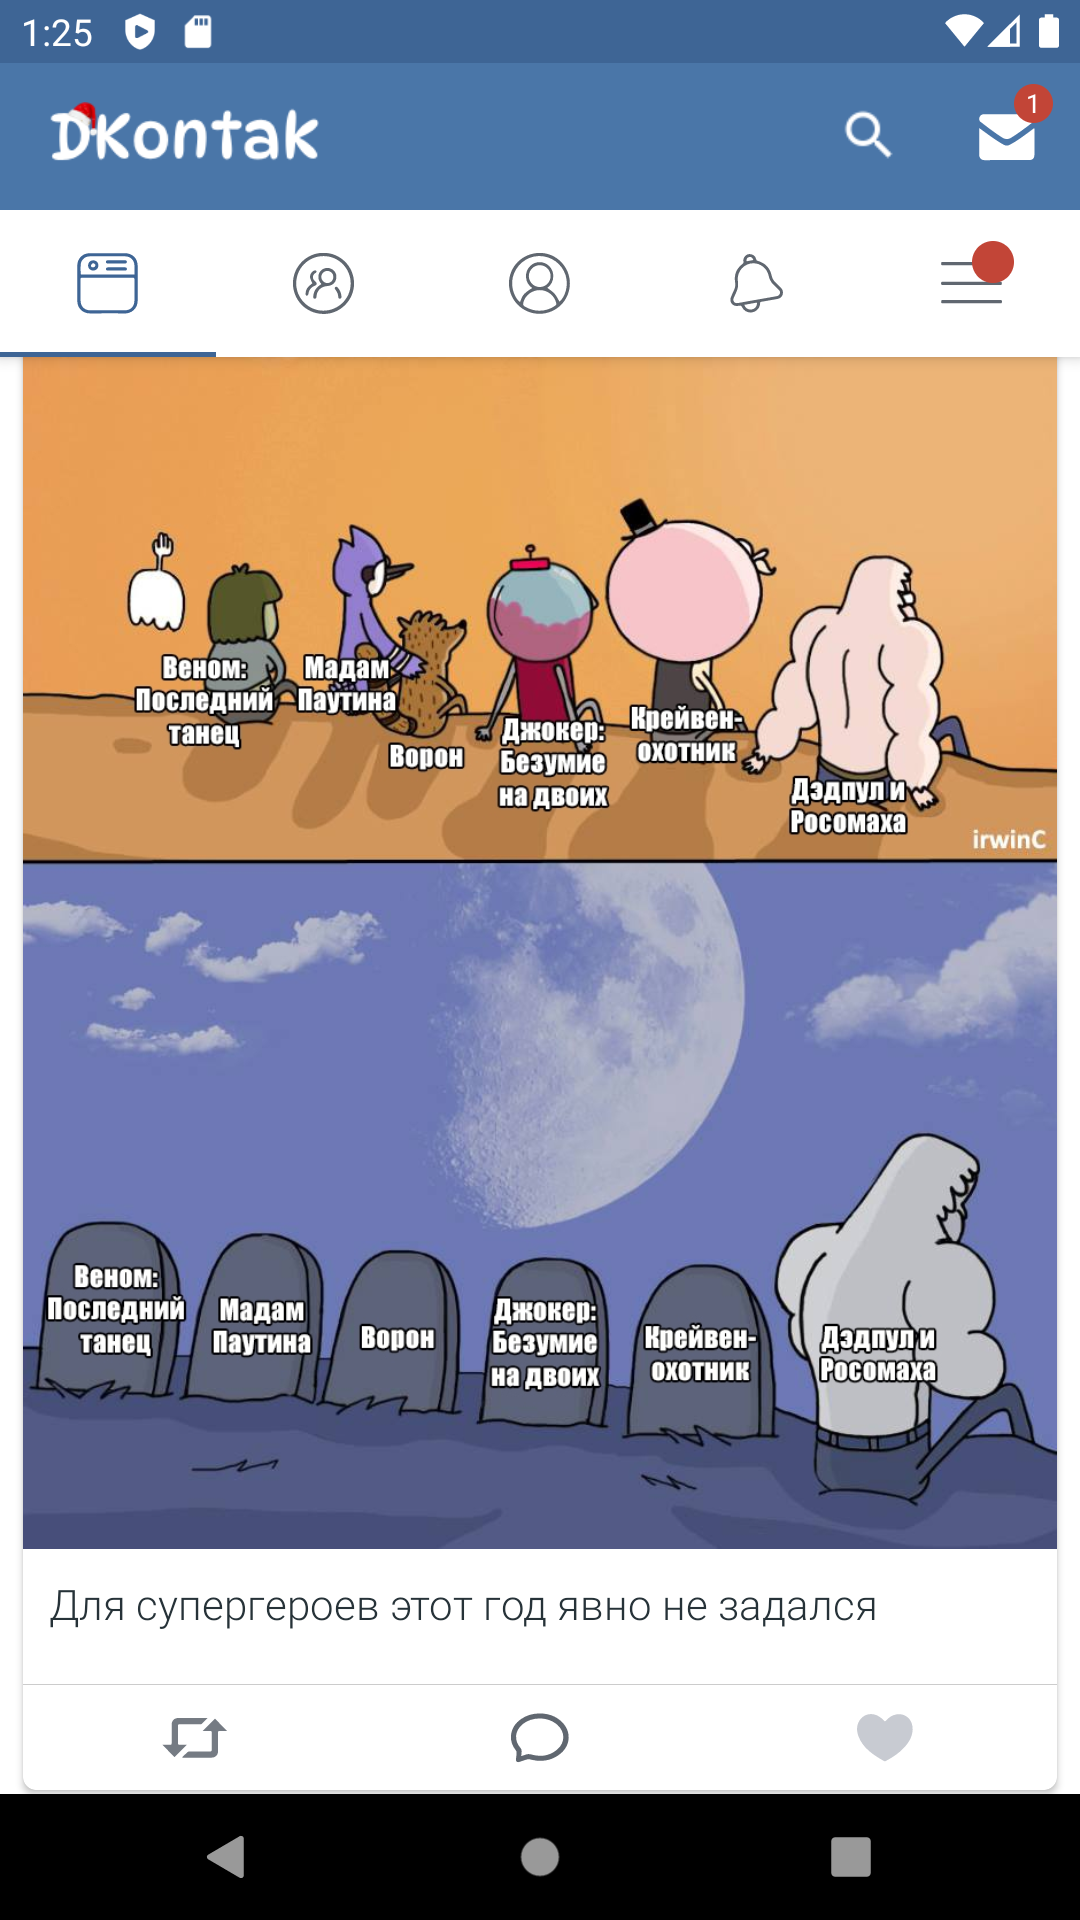 1:25
DKontak
1
Веном:
Последний
танец
Мадам
Паутина
Ворон
Джокер:
Безумие
на двоих
Крейвен-
охотник
Дэдпул и
Росомаха
irwinC
Веном:
Последний
танец
Мадам
Паутина
Ворон
Джокер:
Безумие
на двоих
Крейвен-
охотник
Дэдпул и
Росомаха
Для супергероев этот год явно не задался